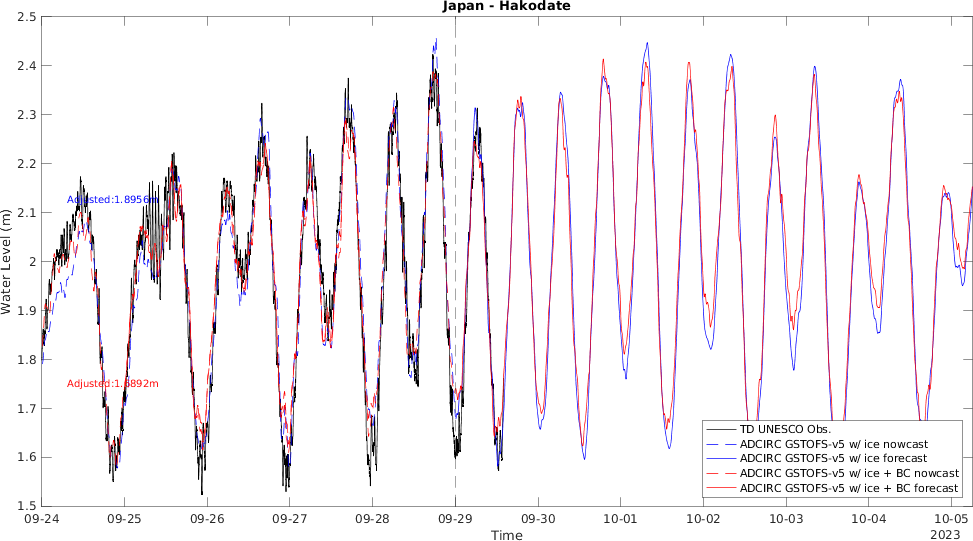 Japan - Hakodate
2.5
2.4
2.3
2.2
2.1
2
1.9
1.8
1.7
1.6
1.5
Water Level (m)
Adjusted:1.8956m
Adjusted:1.6892m
TD UNESCO Obs.
ADCIRC GSTOFS-v5 w/ ice nowcast
ADCIRC GSTOFS-v5 w/ ice forecast
ADCIRC GSTOFS-v5 w/ ice + BC nowcast
ADCIRC GSTOFS-v5 w/ ice + BC forecast
09-24 09-25 09-26 09-27 09-28 09-29 09-30 10-01 10-02 10-03 10-04 10-05
2023
Time